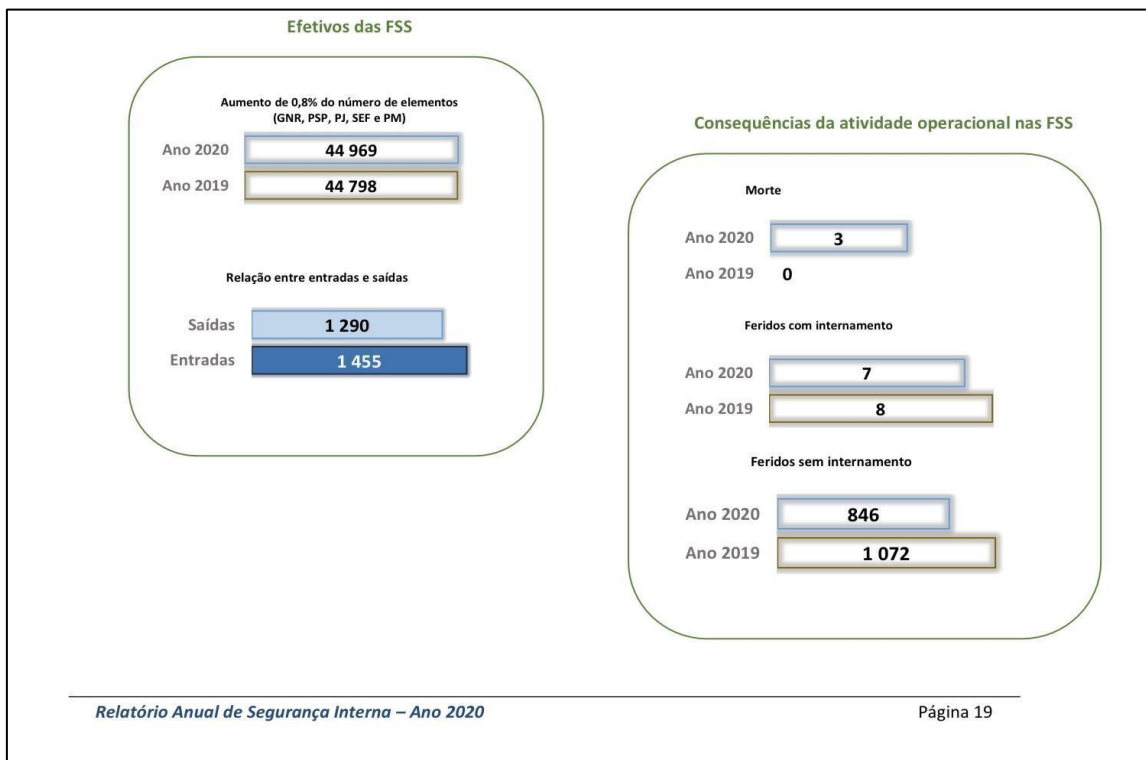 Efetivos das FSS
Aumento de 0,8% do número de elementos
(GNR, PSP, PJ, SEF e PM)
Ano 2020 44 969
Ano 2019 44 798
Relação entre entradas e saídas
Saídas 1 290
Entradas 1 455
Consequências da atividade operacional nas FSS
Morte
Ano 2020 3
Ano 2019 0
Feridos com internamento
Ano 2020 7
Ano 2019 8
Feridos sem internamento
Ano 2020 846
Ano 2019 1 072
Relatório Anual de Segurança Interna – Ano 2020 Página 19